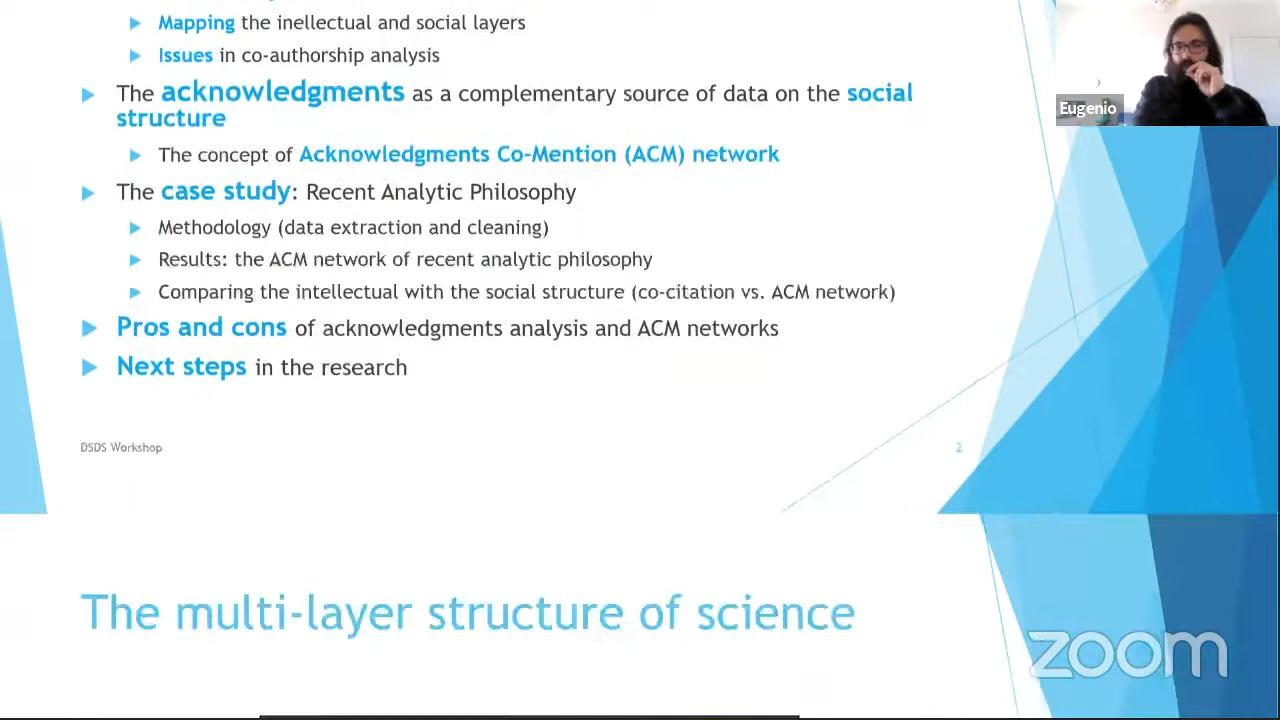 Mapping the inellectual and social layers
Issues in co-authorship analysis
The acknowledgments as a complementary source of data on the social
structure
The concept of Acknowledgments Co-Mention (ACM) network
The case study: Recent Analytic Philosophy
Methodology (data extraction and cleaning)
Results: the ACM network of recent analytic philosophy
Comparing the intellectual with the social structure (co-citation vs. ACM network)
Pros and cons of acknowledgments analysis and ACM networks
Next steps in the research
DSDS Workshop
2
Eugenio
The multi-layer structure of science
zoom